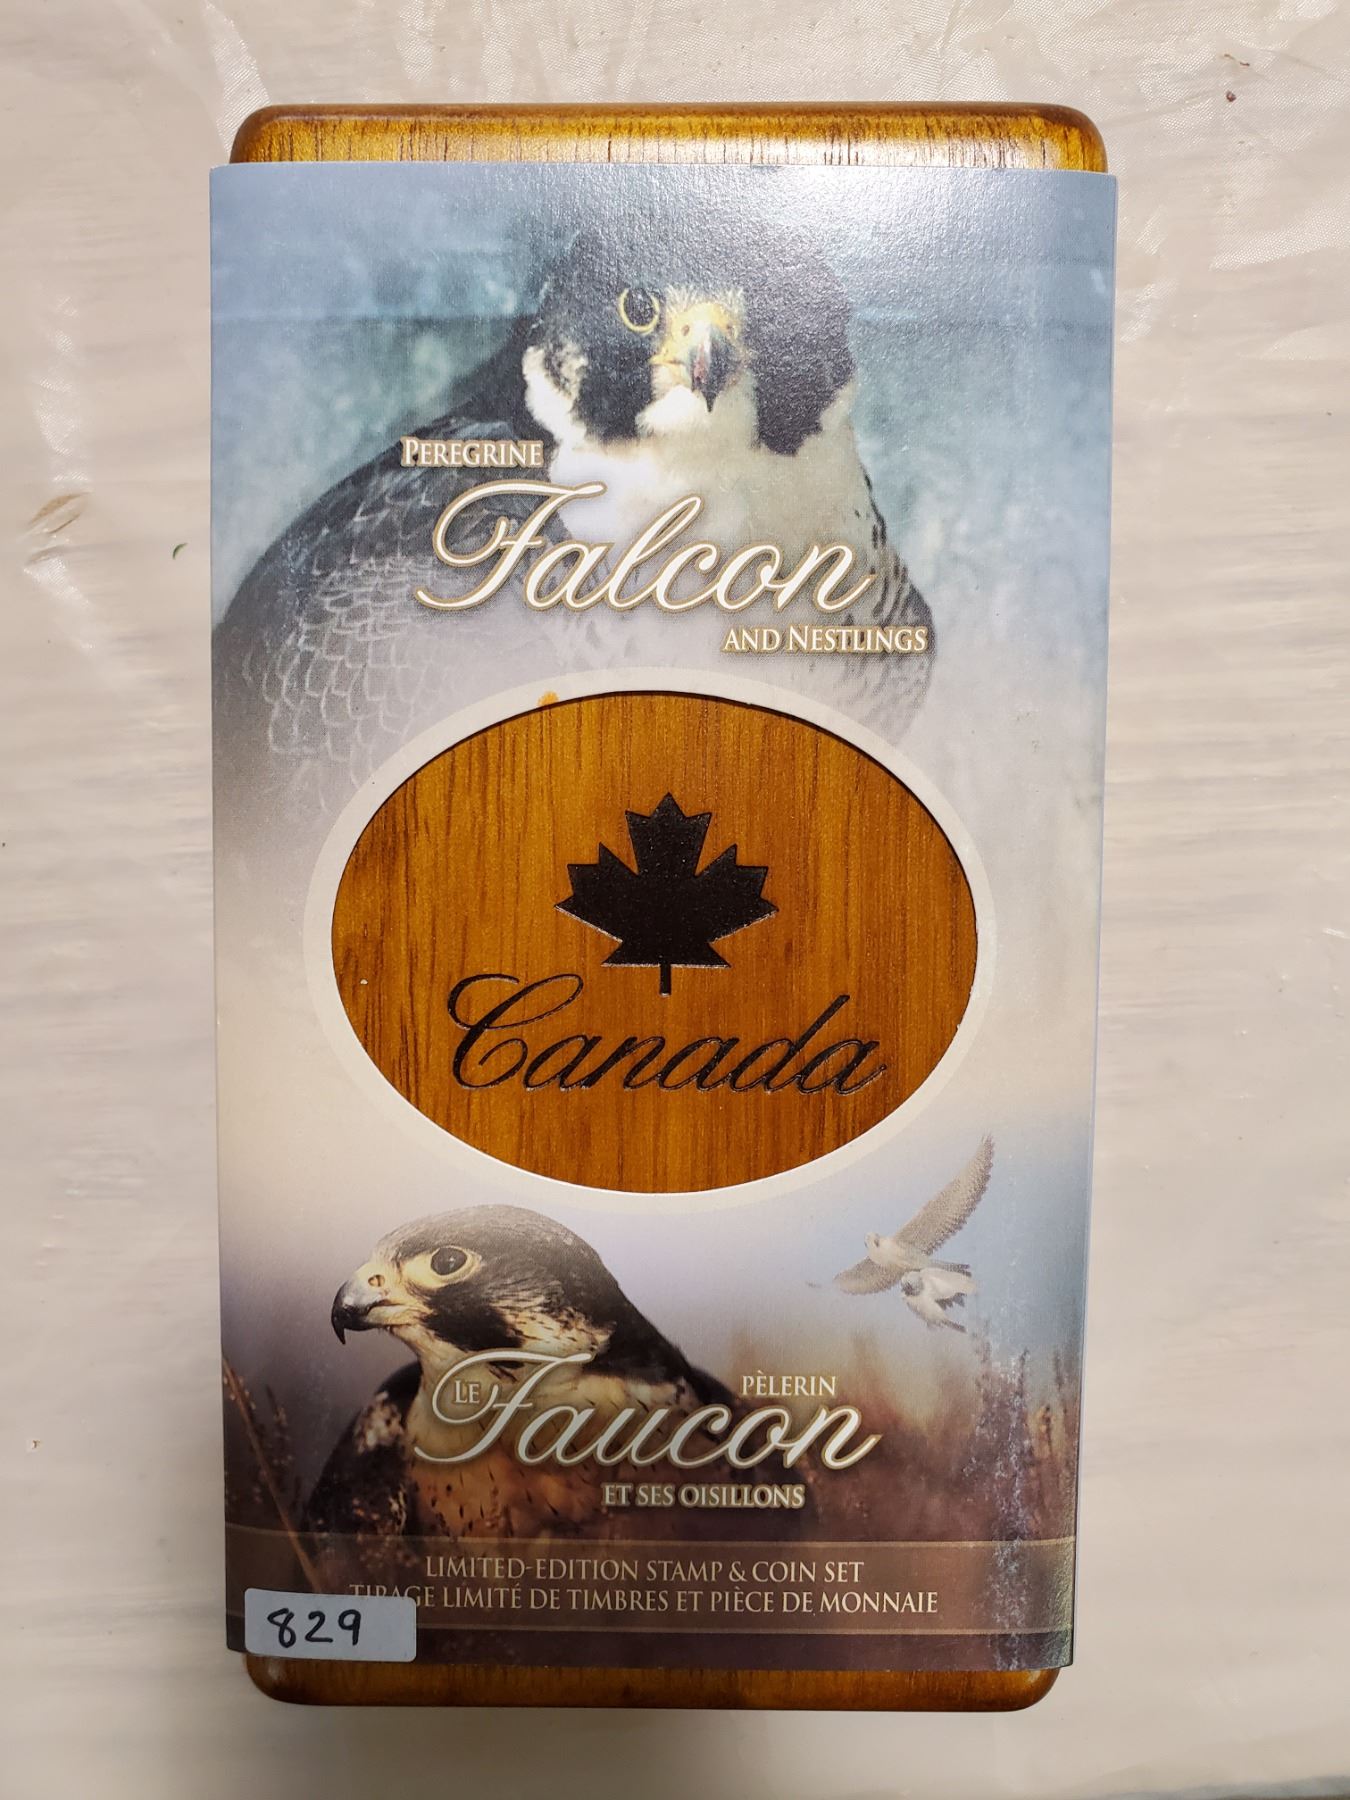 PEREGRINE
Falcon
AND NESTLINGS
Canada
LE Faucon PÈLERIN
ET SES OISILLONS
LIMITED-EDITION STAMP & COIN SET
TIRAGE LIMITÉ DE TIMBRES ET PIÈCE DE MONNAIE
829